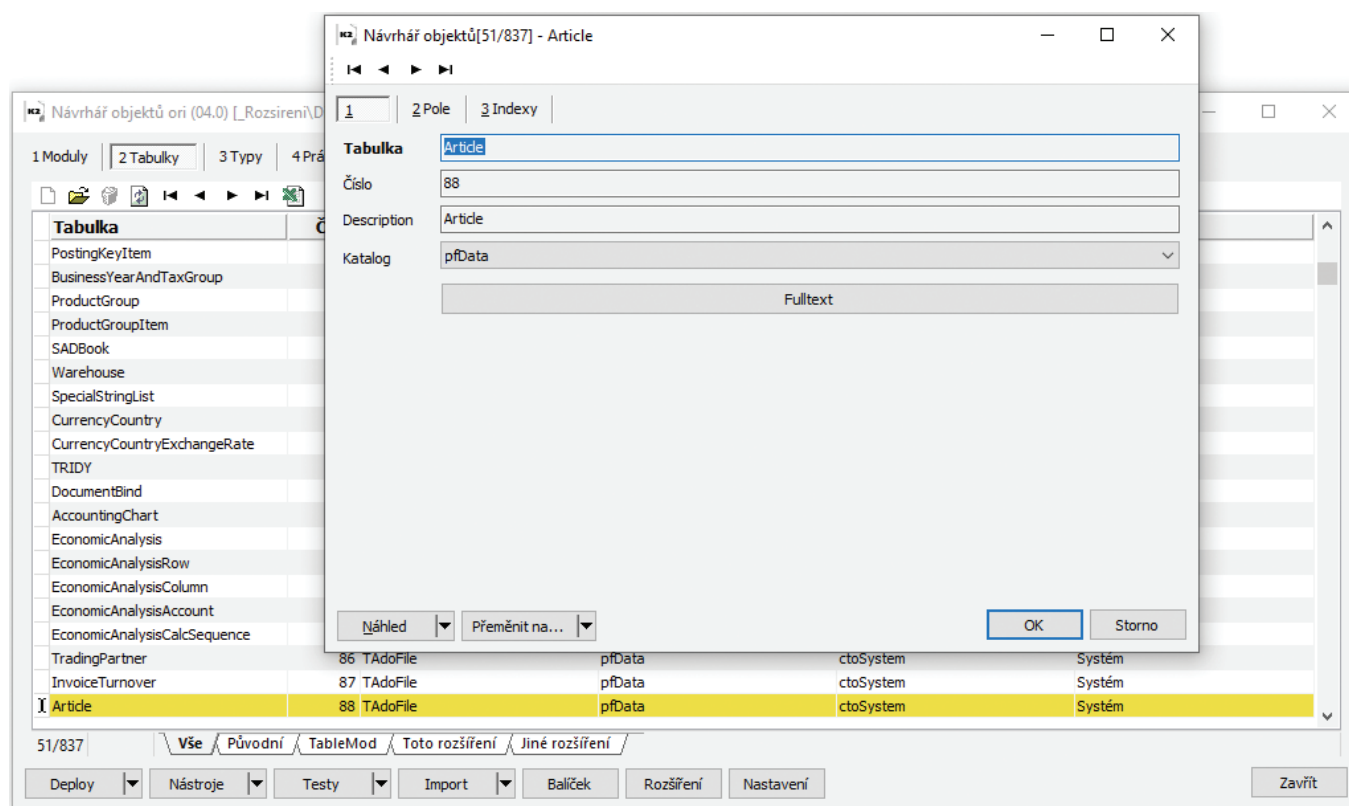 K2 Návrhář objektů[51/837] - Article
1
2 Pole
3 Indexy
Tabulka Article
Číslo 88
Description Article
Katalog pfData
Fulltext
Náhled
Přeměnit na...
OK
Storno
K2 Návrhář objektů ori (04.0) [_Rozsireni\D
1 Moduly
2 Tabulky
3 Typy
4 Prá
Tabulka Č
PostingKeyItem
BusinessYearAndTaxGroup
ProductGroup
ProductGroupItem
SADBook
Warehouse
SpecialStringList
CurrencyCountry
CurrencyCountryExchangeRate
TRIDY
DocumentBind
AccountingChart
EconomicAnalysis
EconomicAnalysisRow
EconomicAnalysisColumn
EconomicAnalysisAccount
EconomicAnalysisCalcSequence
TradingPartner 86 TAdoFile pfData ctoSystem Systém
InvoiceTurnover 87 TAdoFile pfData ctoSystem Systém
Article 88 TAdoFile pfData ctoSystem Systém
51/837 Vše Původní TableMod Toto rozšíření Jiné rozšíření
Deploy Nástroje Testy Import Balíček Rozšíření Nastavení Zavřít